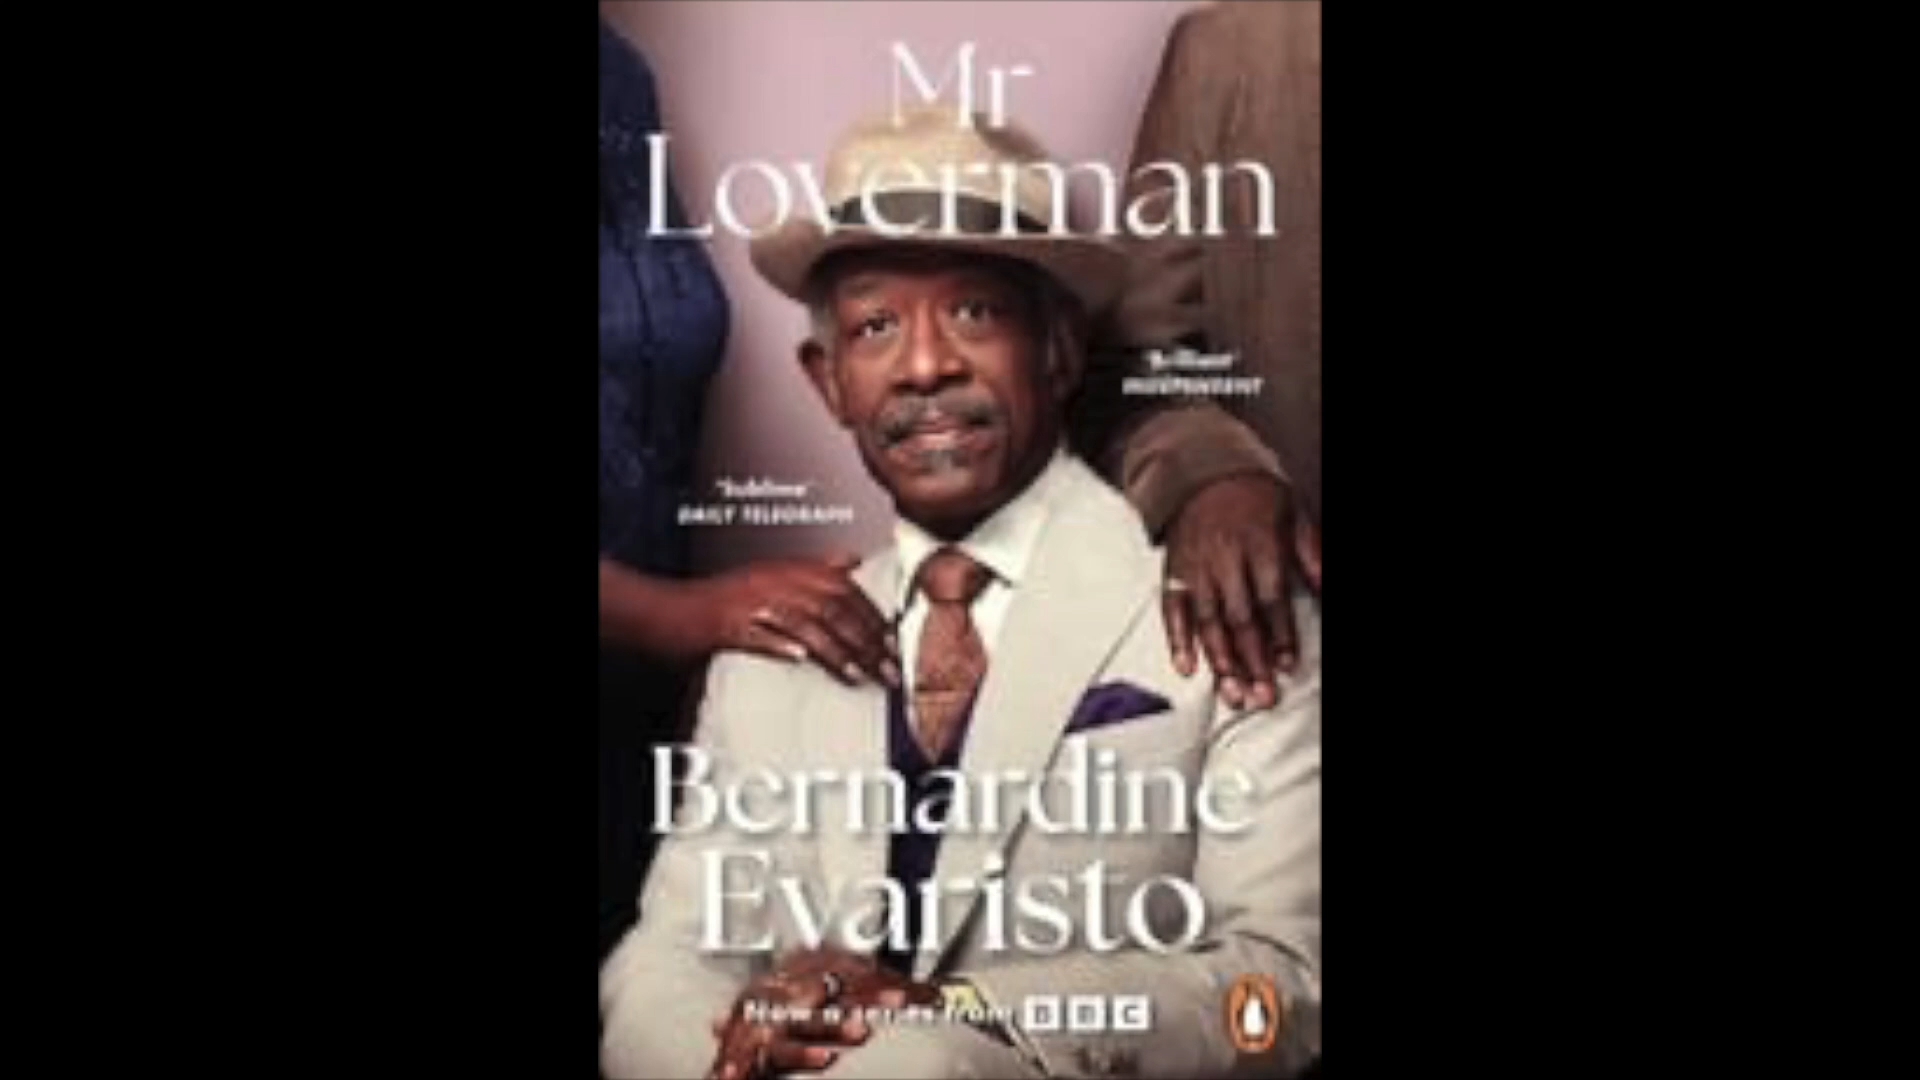 Mr
Loverman
'Brilliant'
INDEPENDENT
'Sublime'
DAILY TELEGRAPH
Bernardine
Evaristo
Now a series from BBC